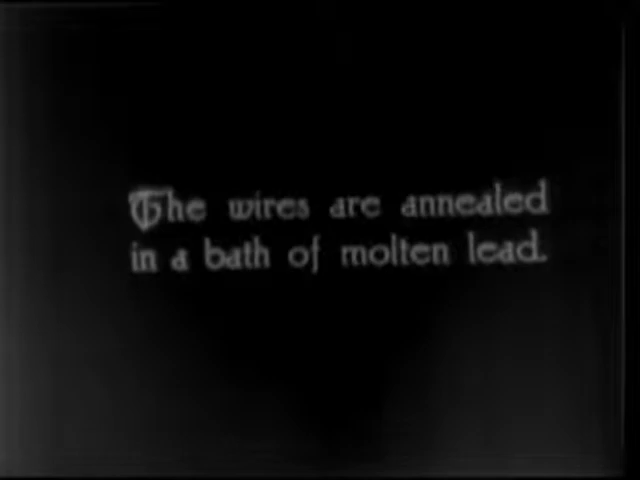 The wires are annealed
in a bath of molten lead.